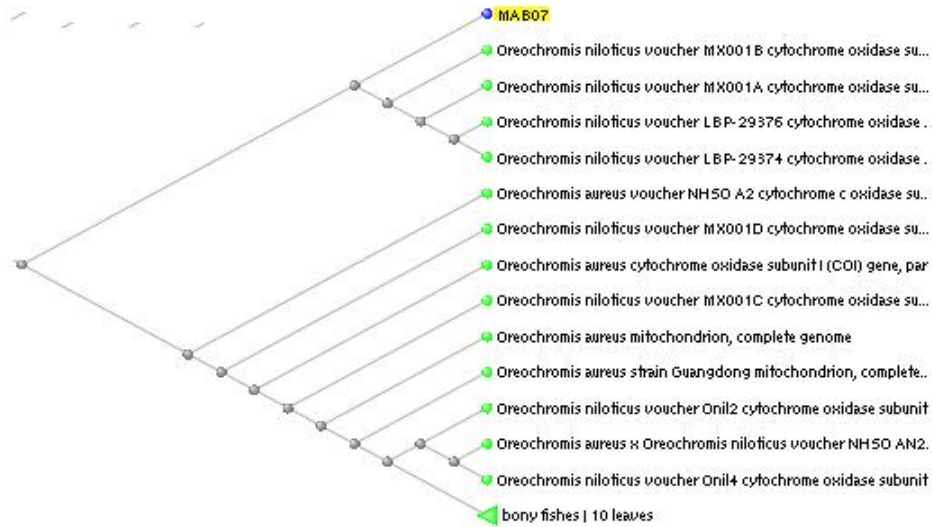 MAB07
Oreochromis niloticus voucher MX001B cytochrome oxidase su...
Oreochromis niloticus voucher MX001A cytochrome oxidase su...
Oreochromis niloticus voucher LBP-29376 cytochrome oxidase .
Oreochromis niloticus voucher LBP-29374 cytochrome oxidase .
Oreochromis aureus voucher NHSO A2 cytochrome c oxidase su..
Oreochromis niloticus voucher MX001D cytochrome oxidase su...
Oreochromis aureus cytochrome oxidase subunit I (COI) gene, par
Oreochromis niloticus voucher MX001C cytochrome oxidase su...
Oreochromis aureus mitochondrion, complete genome
Oreochromis aureus strain Guangdong mitochondrion, complete..
Oreochromis niloticus voucher Onil2 cytochrome oxidase subunit
Oreochromis aureus x Oreochromis niloticus voucher NHSO AN2.
Oreochromis niloticus voucher Onil4 cytochrome oxidase subunit
bony fishes | 10 leaves